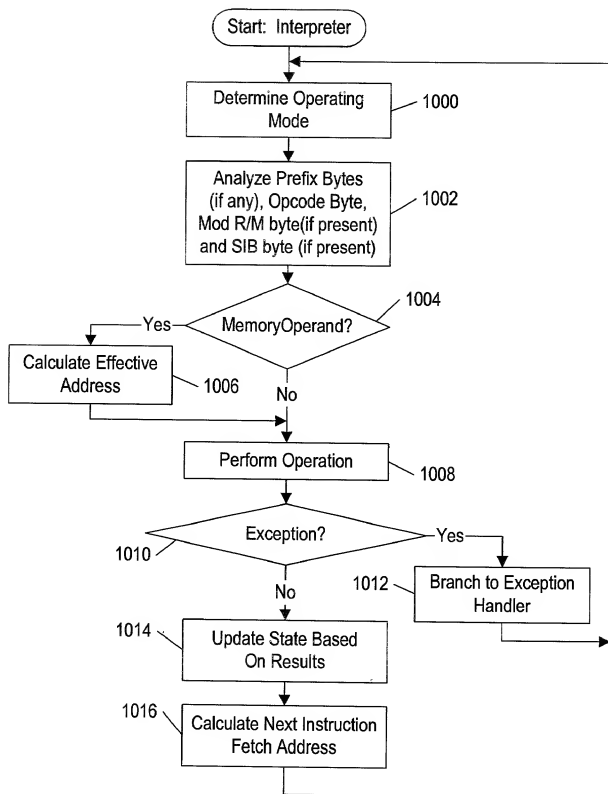 Start: Interpreter
Determine Operating
Mode
1000
Analyze Prefix Bytes
(if any), Opcode Byte,
Mod R/M byte(if present)
and SIB byte (if present)
1002
MemoryOperand?
1004
Yes
Calculate Effective
Address
1006
No
Perform Operation
1008
Exception?
1010
Yes
Branch to Exception
Handler
1012
No
Update State Based
On Results
1014
Calculate Next Instruction
Fetch Address
1016